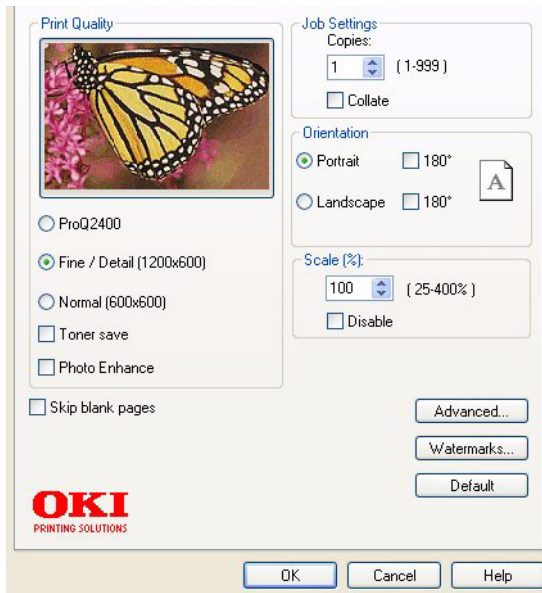 Print Quality
ProQ2400
Fine / Detail (1200x600)
Normal (600x600)
Toner save
Photo Enhance
Skip blank pages
Job Settings
Copies:
1 ( 1-999 )
Collate
Orientation
Portrait 180°
Landscape 180°
A
Scale (%):
100 ( 25-400% )
Disable
Advanced...
Watermarks...
Default
OKI
PRINTING SOLUTIONS
OK Cancel Help